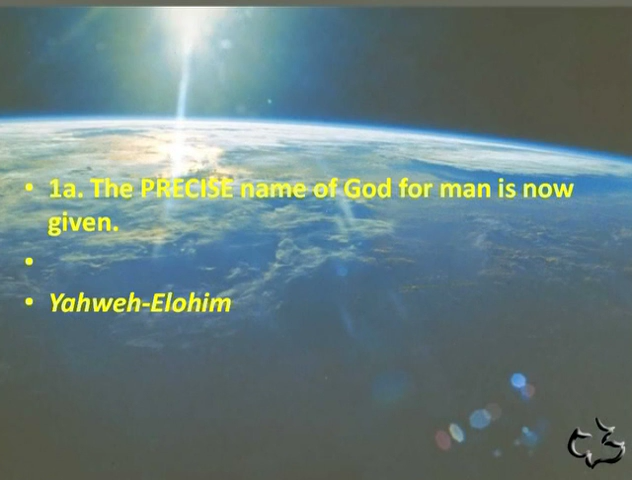 • 1a. The PRECISE name of God for man is now
given.
•
• Yahweh-Elohim